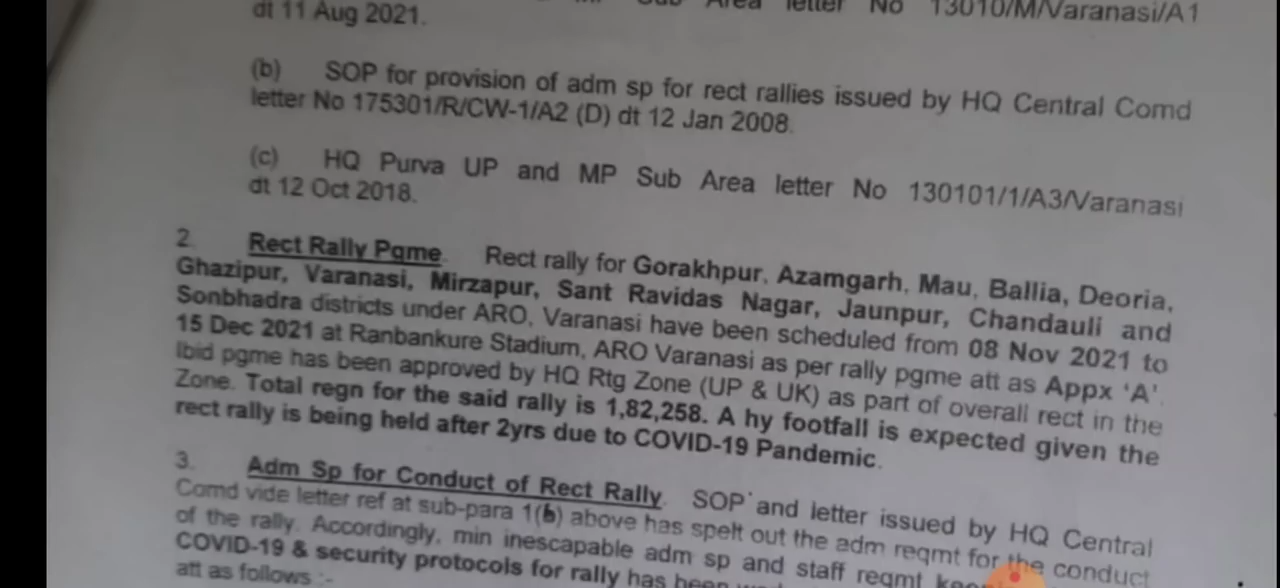 Area letter No 13010/M/Varanasi/A1
dt 11 Aug 2021.
(b) SOP for provision of adm sp for rect rallies issued by HQ Central Comd
letter No 175301/R/CW-1/A2 (D) dt 12 Jan 2008.
(c) HQ Purva UP and MP Sub Area letter No 130101/1/A3/Varanasi
dt 12 Oct 2018.
2. Rect Rally Pgme. Rect rally for Gorakhpur, Azamgarh, Mau, Ballia, Deoria,
Ghazipur, Varanasi, Mirzapur, Sant Ravidas Nagar, Jaunpur, Chandauli and
Sonbhadra districts under ARO, Varanasi have been scheduled from 08 Nov 2021 to
15 Dec 2021 at Ranbankure Stadium, ARO Varanasi as per rally pgme att as Appx 'A'.
Ibid pgme has been approved by HQ Rtg Zone (UP & UK) as part of overall rect in the
Zone. Total regn for the said rally is 1,82,258. A hy footfall is expected given the
rect rally is being held after 2yrs due to COVID-19 Pandemic.
3. Adm Sp for Conduct of Rect Rally. SOP and letter issued by HQ Central
Comd vide letter ref at sub-para 1(b) above has spelt out the adm reqmt for the conduct
of the rally. Accordingly, min inescapable adm sp and staff reqmt
COVID-19 & security protocols for rally has been
att as follows :-